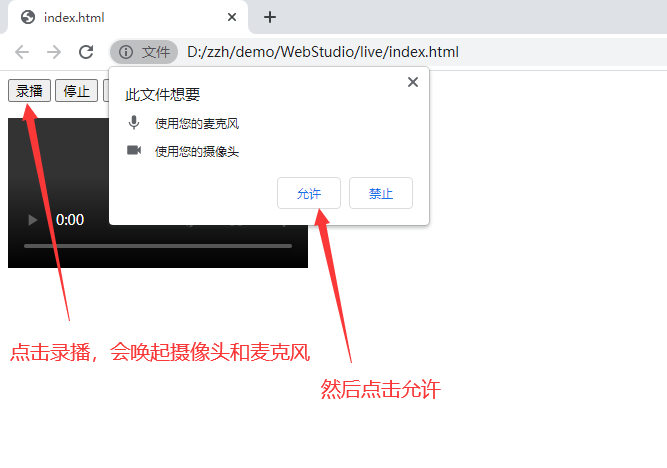 index.html
文件 D:/zzh/demo/WebStudio/live/index.html
录播 停止
此文件想要
使用您的麦克风
使用您的摄像头
允许 禁止
0:00
点击录播，会唤起摄像头和麦克风
然后点击允许